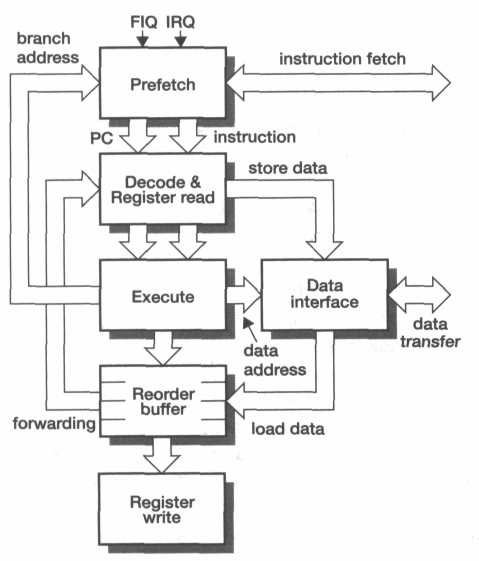 FIQ IRQ
branch
address
instruction fetch
Prefetch
PC
instruction
store data
Decode &
Register read
Execute
Data
interface
data
transfer
data
address
Reorder
buffer
forwarding
load data
Register
write